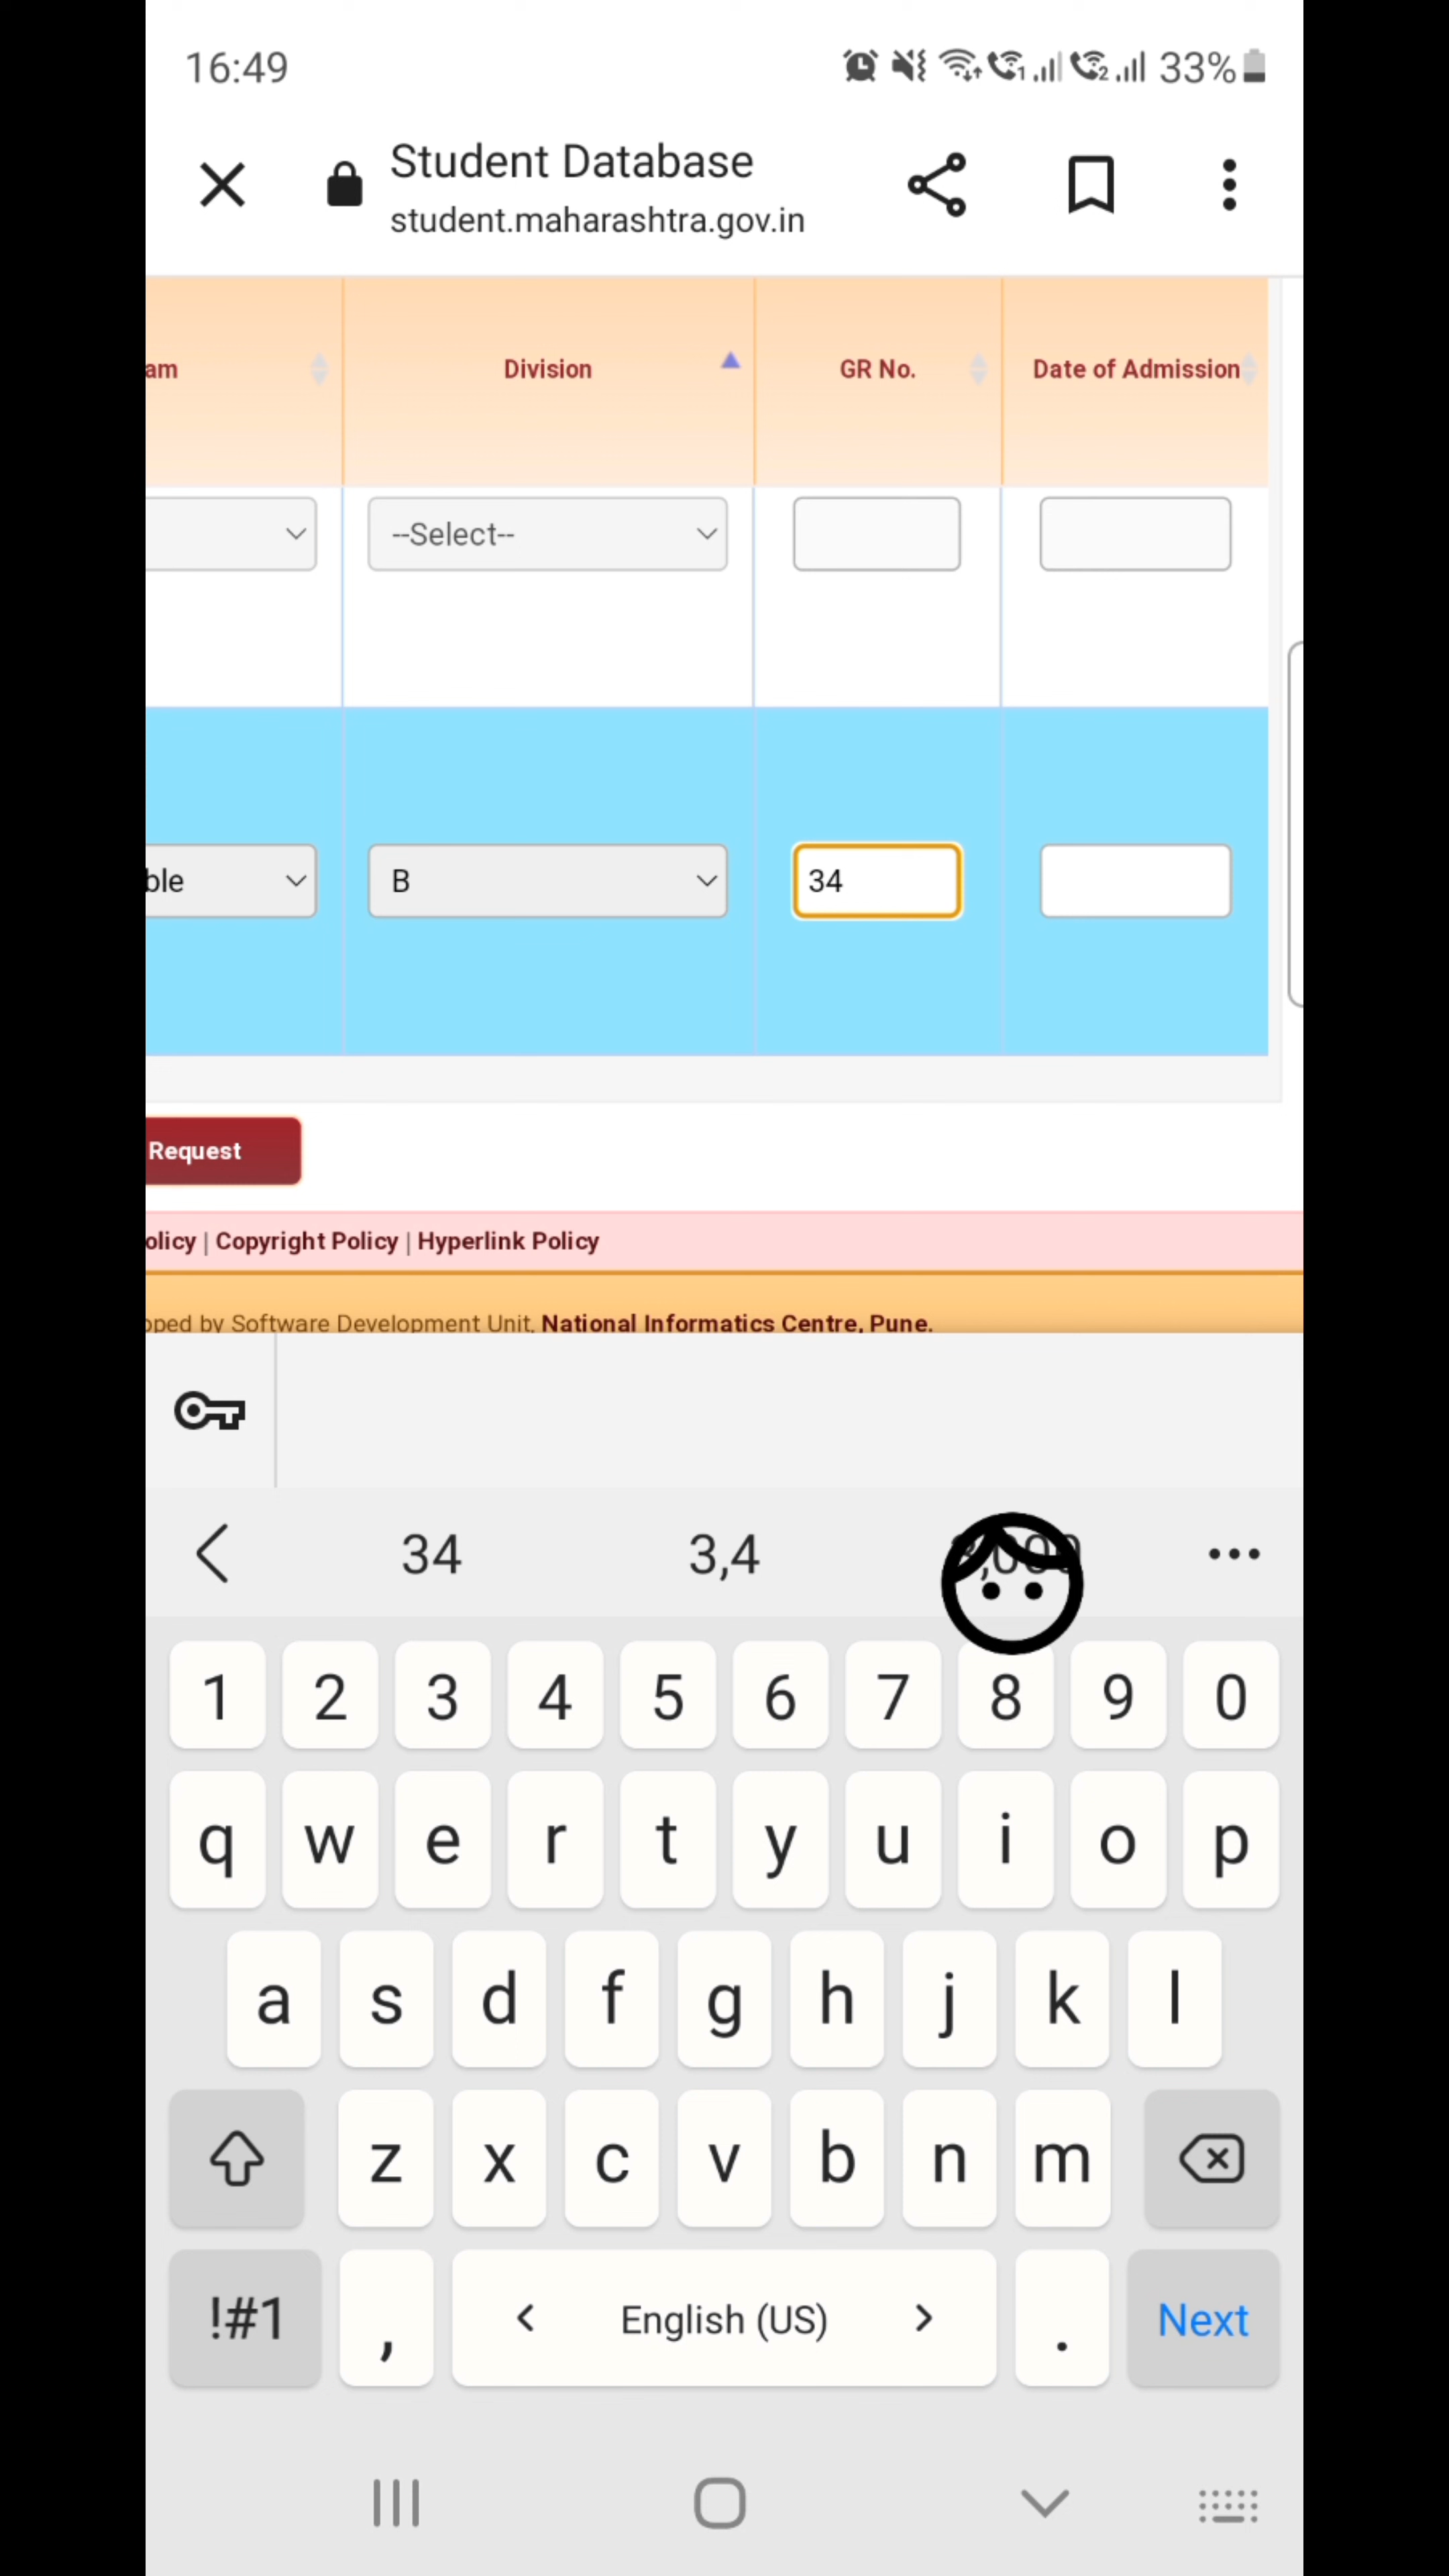 16:49
1 2 33%
Student Database
student.maharashtra.gov.in
am Division GR No. Date of Admission
--Select--
ble B 34
Request
olicy | Copyright Policy | Hyperlink Policy
oped by Software Development Unit, National Informatics Centre, Pune.
34 3,4
1 2 3 4 5 6 7 8 9 0
q w e r t y u i o p
a s d f g h j k l
z x c v b n m
!#1 , < English (US) > . Next